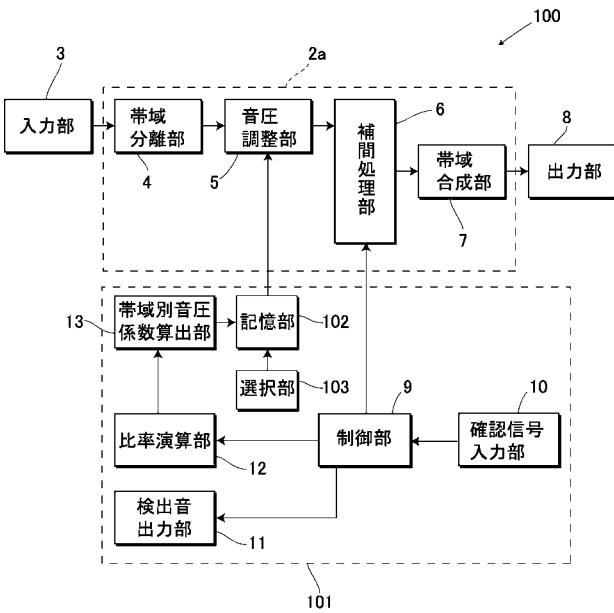 100
3
2a
入力部
帯域
分離部
4
音圧
調整部
5
6
補間処理部
帯域
合成部
7
8
出力部
帯域別音圧
係数算出部
13
記憶部
102
選択部
103
9
制御部
10
確認信号
入力部
比率演算部
12
検出音
出力部
11
101